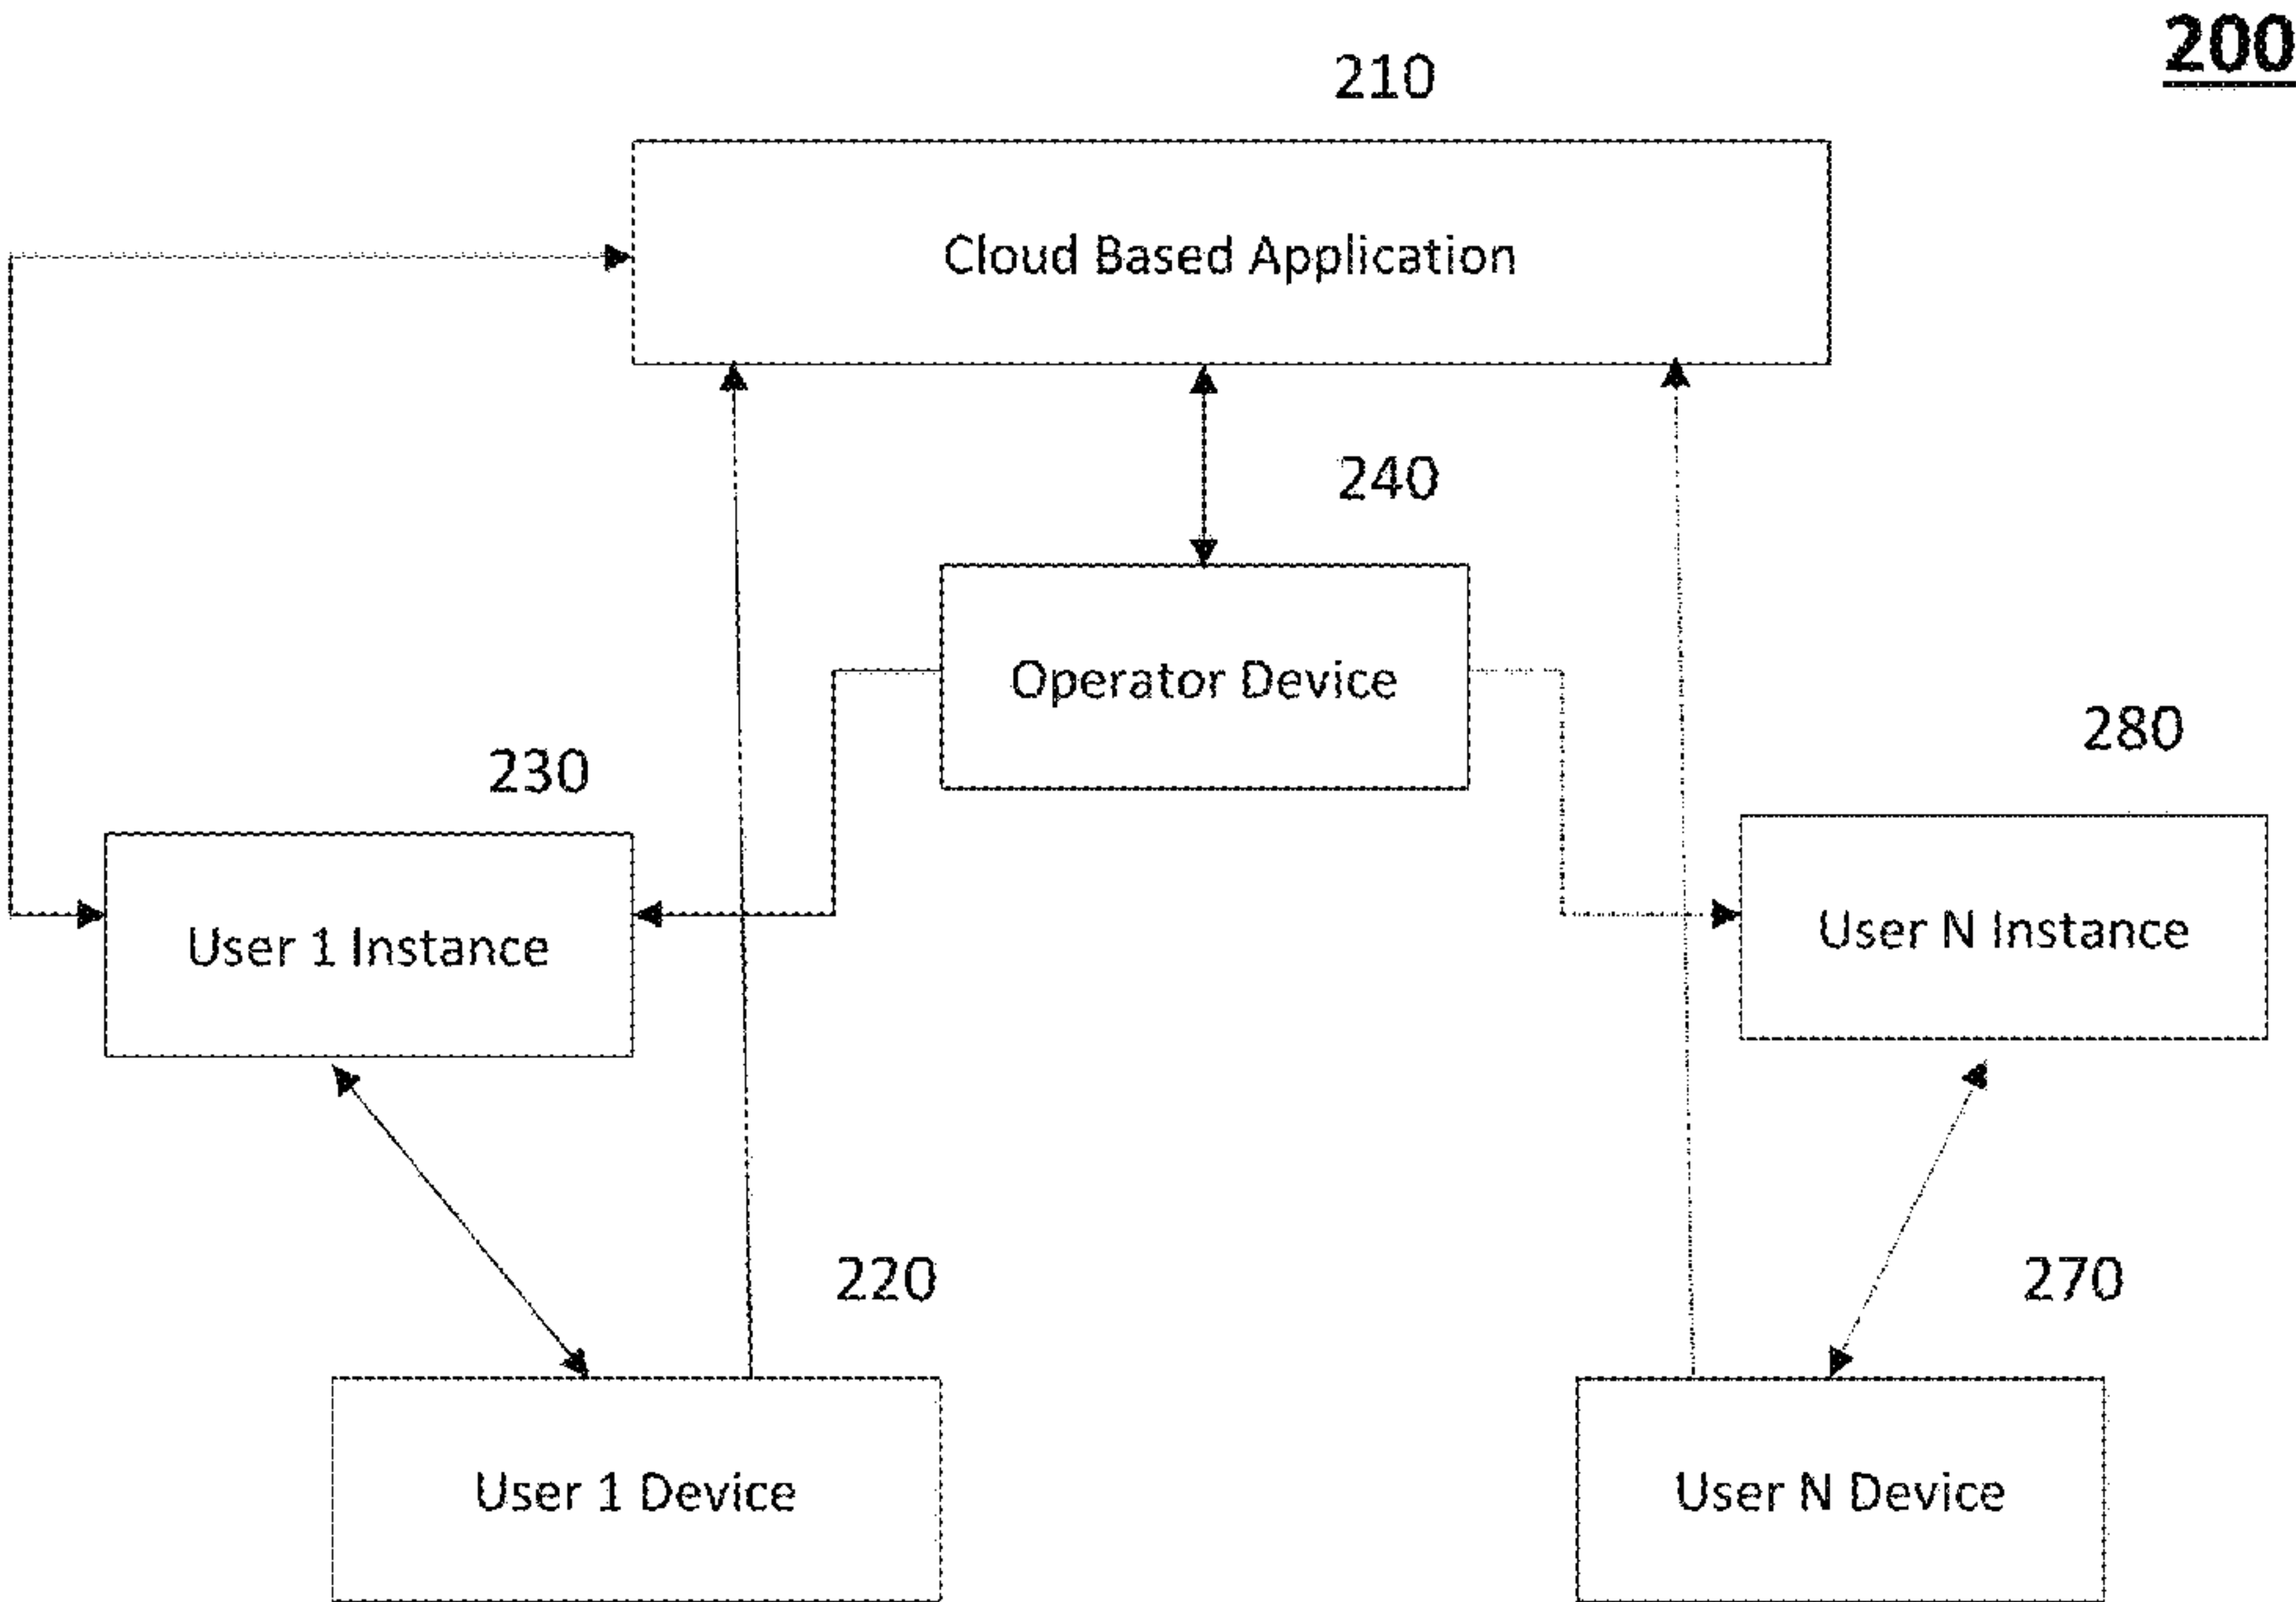 200
210
Cloud Based Application
240
Operator Device
280
230
User N Instance
User 1 Instance
220
270
User 1 Device
User N Device